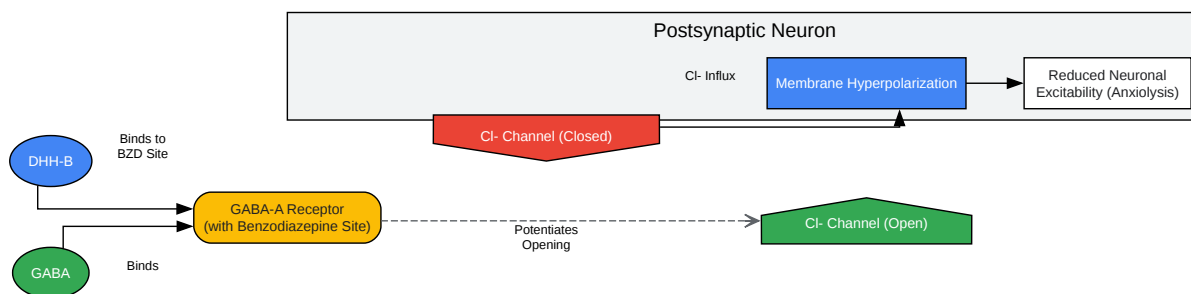 Postsynaptic Neuron
Cl- Influx
Membrane Hyperpolarization
Reduced Neuronal
Excitability (Anxiolysis)
Cl- Channel (Closed)
Binds to
BZD Site
DHH-B
GABA-A Receptor
(with Benzodiazepine Site)
Potentiates
Opening
Cl- Channel (Open)
GABA
Binds